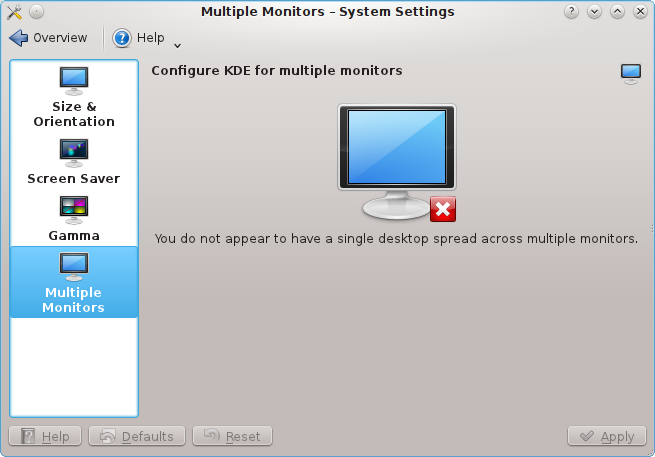 Multiple Monitors – System Settings
Overview
Help
Configure KDE for multiple monitors
Size &
Orientation
Screen Saver
Gamma
Multiple
Monitors
You do not appear to have a single desktop spread across multiple monitors.
Help
Defaults
Reset
Apply